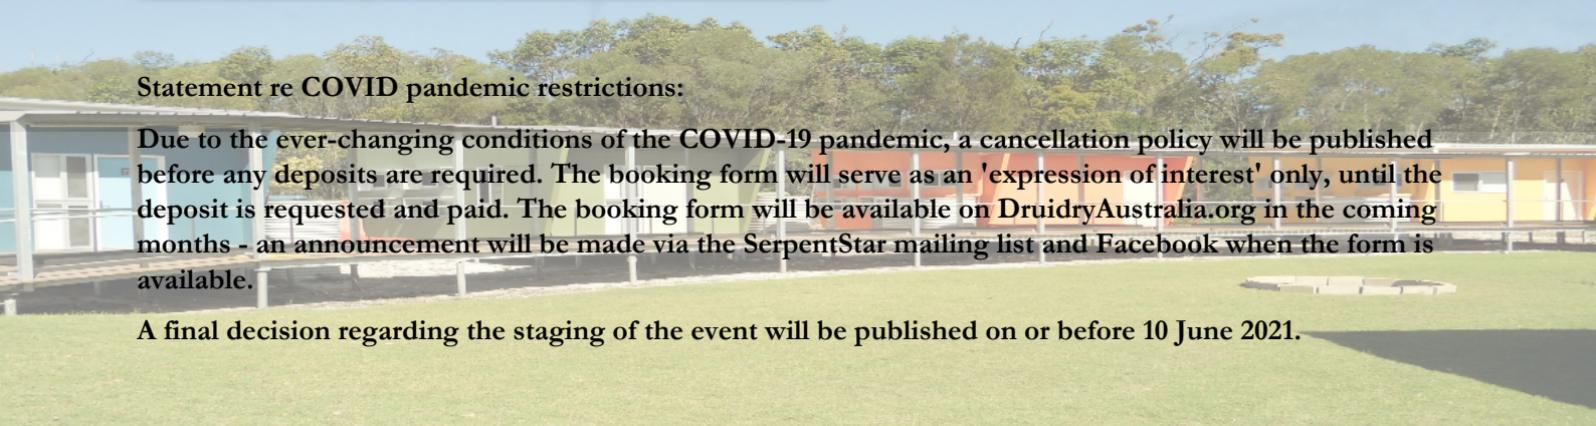 Statement re COVID pandemic restrictions:
Due to the ever-changing conditions of the COVID-19 pandemic, a cancellation policy will be published
before any deposits are required. The booking form will serve as an 'expression of interest' only, until the
deposit is requested and paid. The booking form will be available on DruidryAustralia.org in the coming
months - an announcement will be made via the SerpentStar mailing list and Facebook when the form is
available.
A final decision regarding the staging of the event will be published on or before 10 June 2021.